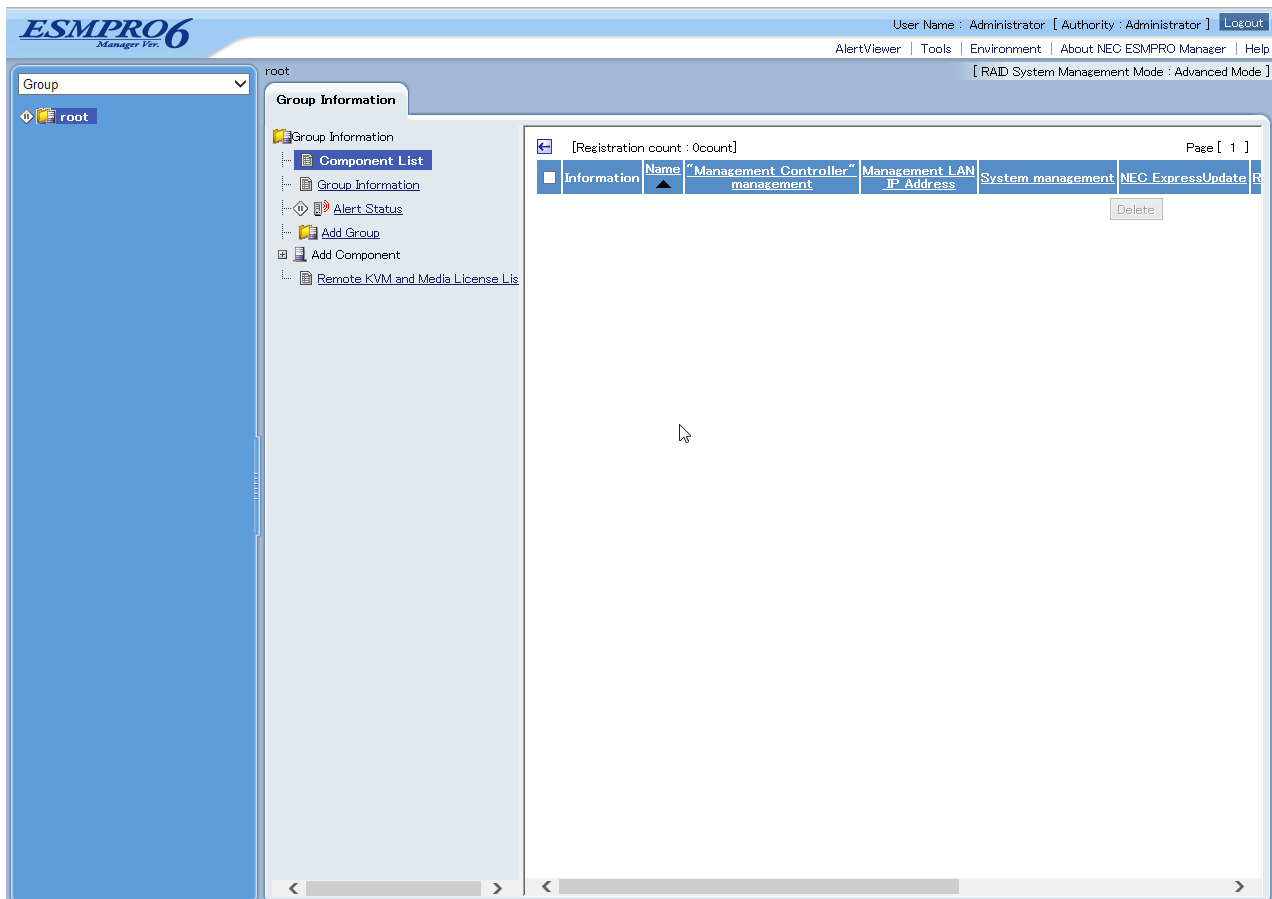 ESMPRO6
Manager Ver.
User Name : Administrator [ Authority : Administrator ] Logout
AlertViewer | Tools | Environment | About NEC ESMPRO Manager | Help
Group
root
[ RAID System Management Mode : Advanced Mode ]
root
Group Information
Group Information
Component List
Group Information
Alert Status
Add Group
Add Component
Remote KVM and Media License Lis
[Registration count : 0count]
Page [ 1 ]
Information
Name
"Management Controller" management
Management LAN IP Address
System management
NEC ExpressUpdate
R
Delete